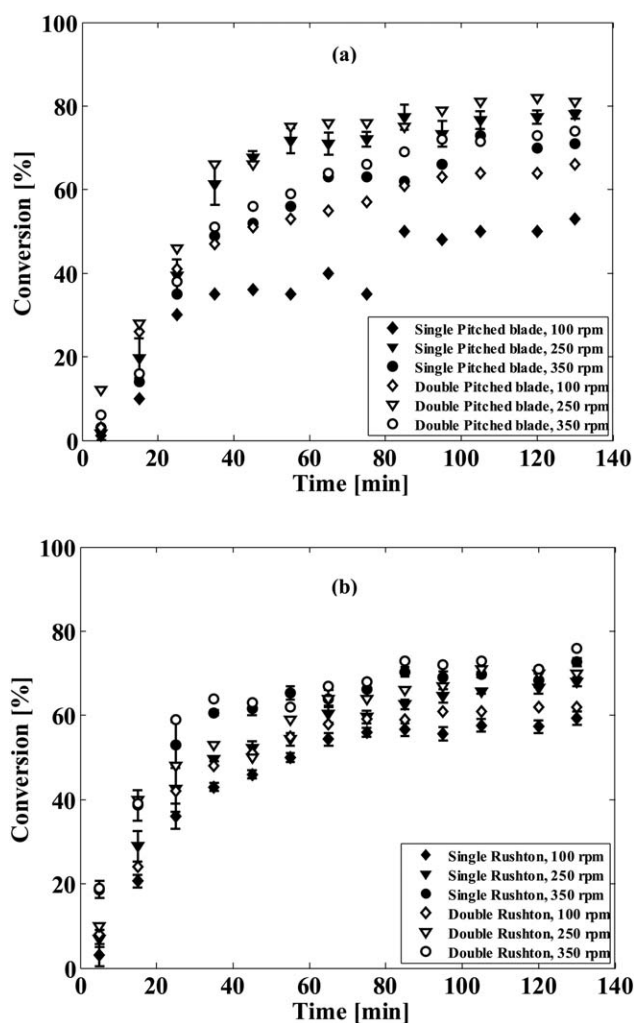 (a)
Conversion [%]
100
80
60
40
20
0
0 20 40 60 80 100 120 140
Time [min]
Single Pitched blade, 100 rpm
Single Pitched blade, 250 rpm
Single Pitched blade, 350 rpm
Double Pitched blade, 100 rpm
Double Pitched blade, 250 rpm
Double Pitched blade, 350 rpm
(b)
Conversion [%]
100
80
60
40
20
0
0 20 40 60 80 100 120 140
Time [min]
Single Rushton, 100 rpm
Single Rushton, 250 rpm
Single Rushton, 350 rpm
Double Rushton, 100 rpm
Double Rushton, 250 rpm
Double Rushton, 350 rpm